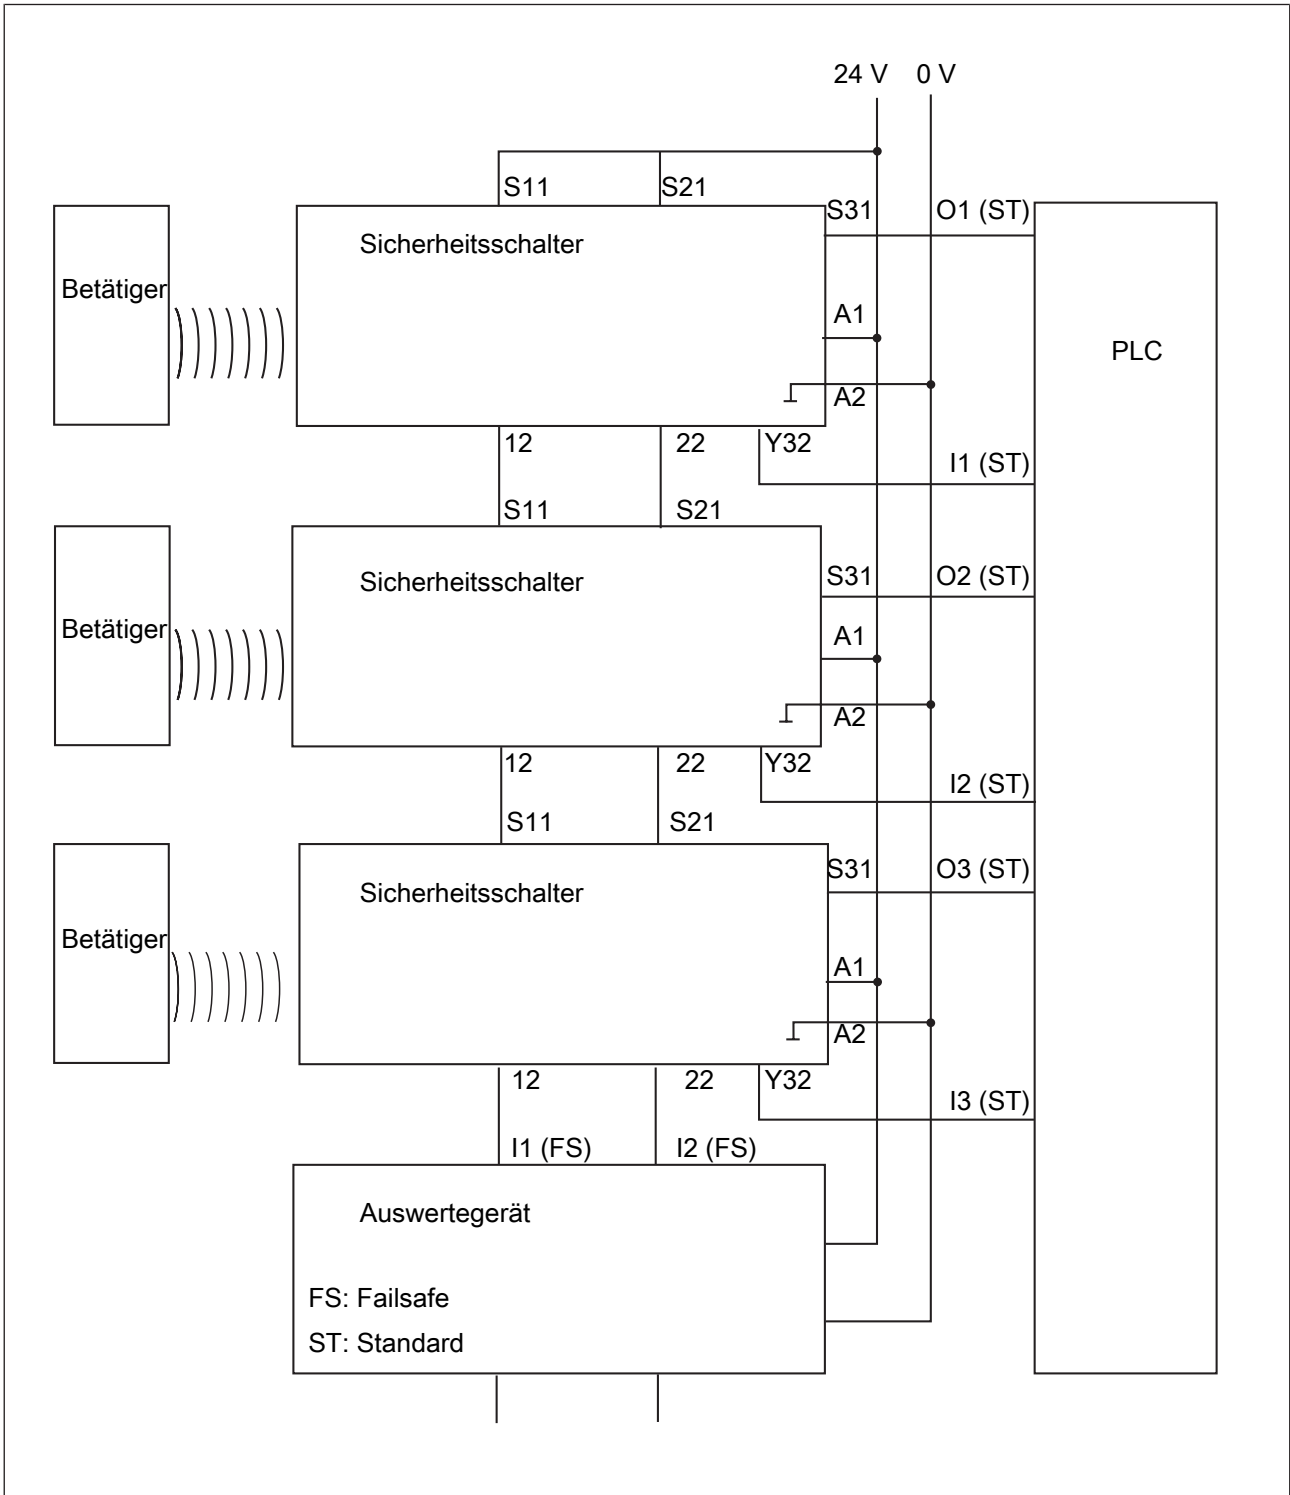 24 V 0 V
S11 S21
S31 O1 (ST)
Sicherheitsschalter
Betätiger
A1
PLC
A2
12 22 Y32
I1 (ST)
S11 S21
Sicherheitsschalter
S31 O2 (ST)
Betätiger
A1
A2
12 22 Y32
I2 (ST)
S11 S21
S31 O3 (ST)
Sicherheitsschalter
Betätiger
A1
A2
12 22 Y32
I3 (ST)
I1 (FS) I2 (FS)
Auswertegerät
FS: Failsafe
ST: Standard